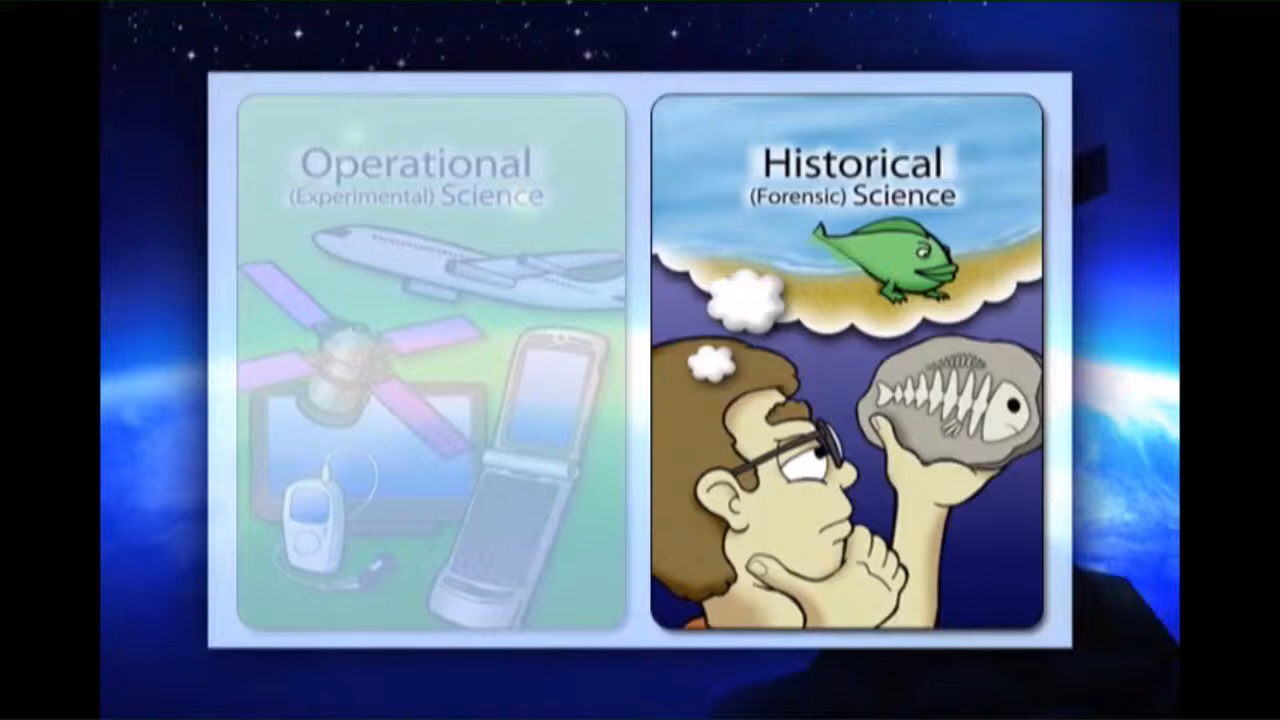 Operational
(Experimental) Science
Historical
(Forensic) Science